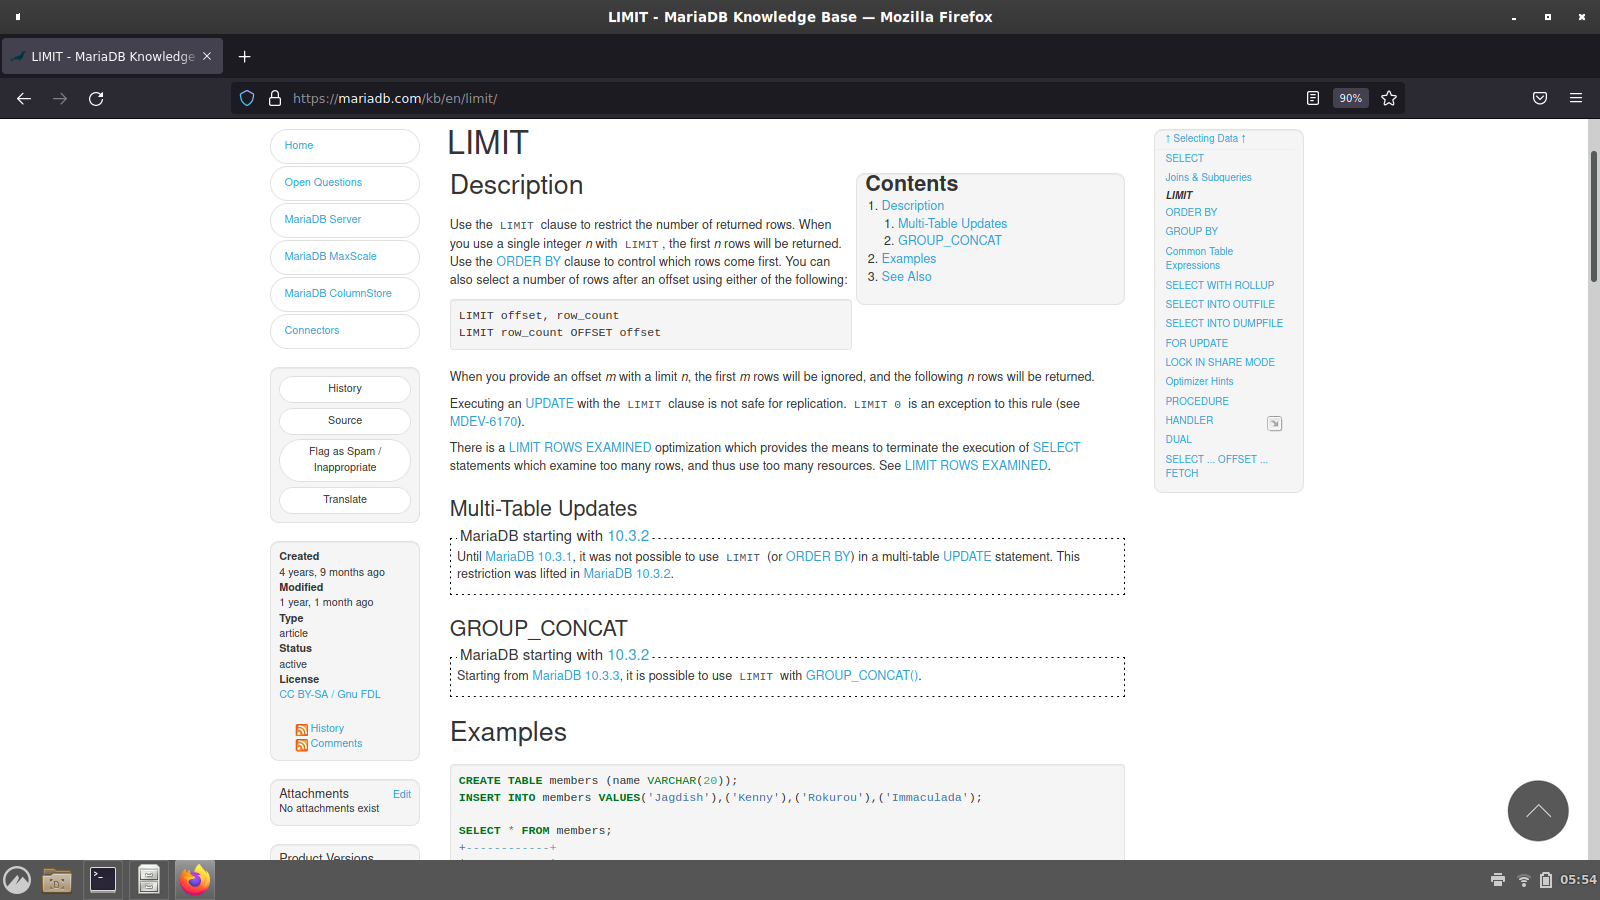 LIMIT - MariaDB Knowledge Base — Mozilla Firefox
LIMIT - MariaDB Knowledge
https://mariadb.com/kb/en/limit/
90%
Home
Open Questions
MariaDB Server
MariaDB MaxScale
MariaDB ColumnStore
Connectors
History
Source
Flag as Spam /
Inappropriate
Translate
Created
4 years, 9 months ago
Modified
1 year, 1 month ago
Type
article
Status
active
License
CC BY-SA / Gnu FDL
History
Comments
Attachments Edit
No attachments exist
Product Versions
LIMIT
Description
Use the LIMIT clause to restrict the number of returned rows. When
you use a single integer n with LIMIT, the first n rows will be returned.
Use the ORDER BY clause to control which rows come first. You can
also select a number of rows after an offset using either of the following:
LIMIT offset, row_count
LIMIT row_count OFFSET offset
Contents
1. Description
1. Multi-Table Updates
2. GROUP_CONCAT
2. Examples
3. See Also
When you provide an offset m with a limit n, the first m rows will be ignored, and the following n rows will be returned.
Executing an UPDATE with the LIMIT clause is not safe for replication. LIMIT 0 is an exception to this rule (see
MDEV-6170).
There is a LIMIT ROWS EXAMINED optimization which provides the means to terminate the execution of SELECT
statements which examine too many rows, and thus use too many resources. See LIMIT ROWS EXAMINED.
Multi-Table Updates
MariaDB starting with 10.3.2
Until MariaDB 10.3.1, it was not possible to use LIMIT (or ORDER BY) in a multi-table UPDATE statement. This
restriction was lifted in MariaDB 10.3.2.
GROUP_CONCAT
MariaDB starting with 10.3.2
Starting from MariaDB 10.3.3, it is possible to use LIMIT with GROUP_CONCAT().
Examples
CREATE TABLE members (name VARCHAR(20));
INSERT INTO members VALUES('Jagdish'),('Kenny'),('Rokurou'),('Immaculada');
SELECT * FROM members;
+------------+
↑ Selecting Data ↑
SELECT
Joins & Subqueries
LIMIT
ORDER BY
GROUP BY
Common Table
Expressions
SELECT WITH ROLLUP
SELECT INTO OUTFILE
SELECT INTO DUMPFILE
FOR UPDATE
LOCK IN SHARE MODE
Optimizer Hints
PROCEDURE
HANDLER
DUAL
SELECT ... OFFSET ...
FETCH
05:54